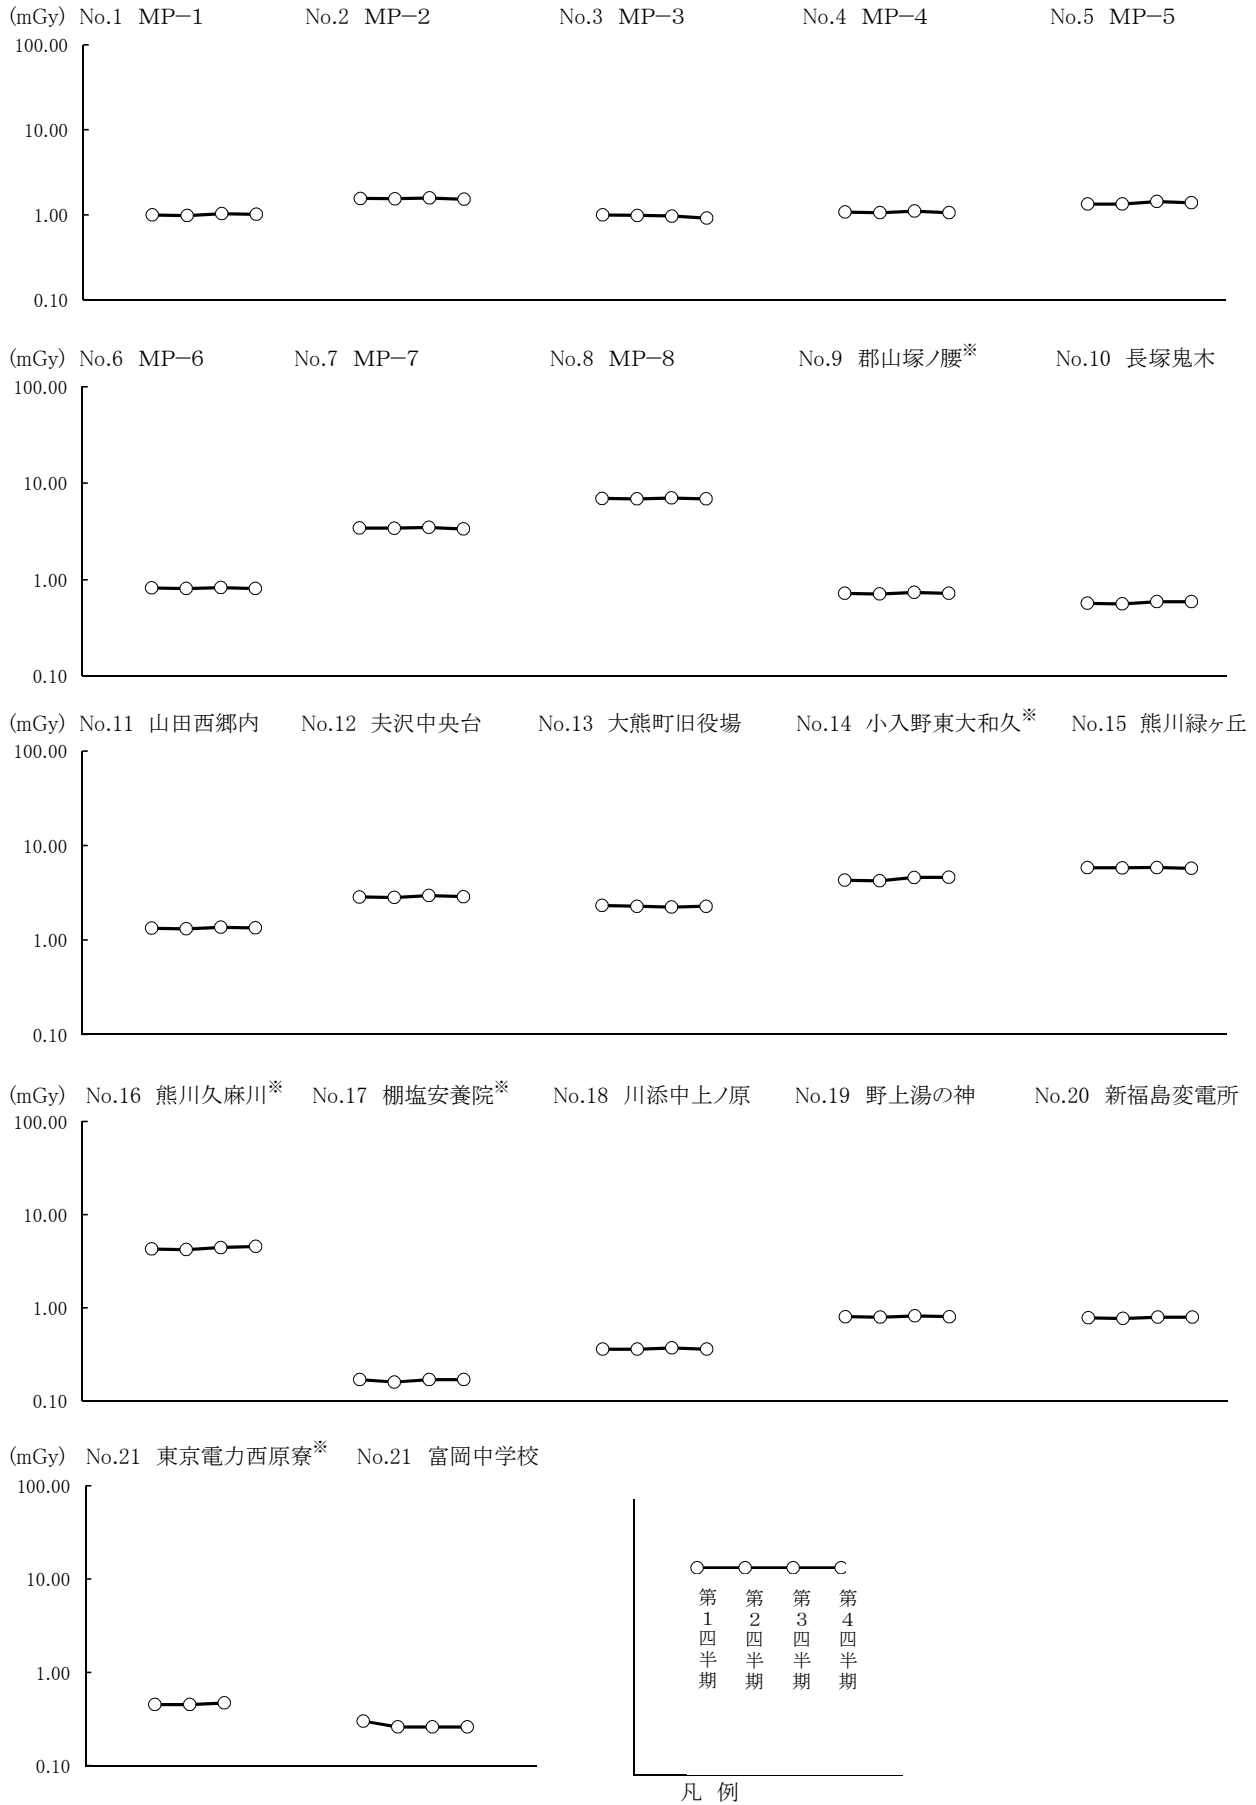 (mGy) No.1 MP−1 No.2 MP−2 No.3 MP−3 No.4 MP−4 No.5 MP−5
100.00
10.00
1.00
0.10
(mGy) No.6 MP−6 No.7 MP−7 No.8 MP−8 No.9 郡山塚ノ腰※ No.10 長塚鬼木
100.00
10.00
1.00
0.10
(mGy) No.11 山田西郷内 No.12 夫沢中央台 No.13 大熊町旧役場 No.14 小入野東大和久※ No.15 熊川緑ヶ丘
100.00
10.00
1.00
0.10
(mGy) No.16 熊川久麻川※ No.17 棚塩安養院※ No.18 川添中上ノ原 No.19 野上湯の神 No.20 新福島変電所
100.00
10.00
1.00
0.10
(mGy) No.21 東京電力西原寮※ No.21 富岡中学校
100.00
10.00
1.00
0.10
第1四半期
第2四半期
第3四半期
第4四半期
凡 例